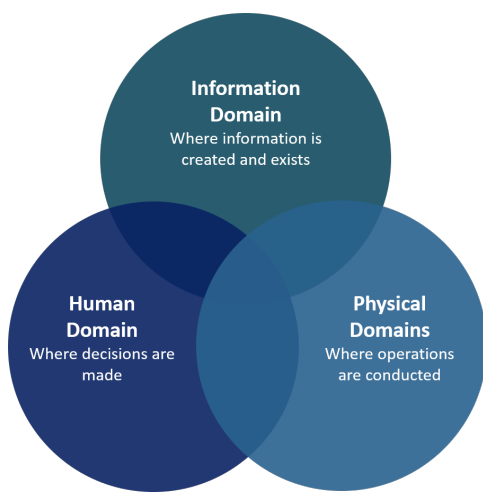 Information
Domain
Where information is
created and exists
Human
Domain
Where decisions are
made
Physical
Domains
Where operations
are conducted